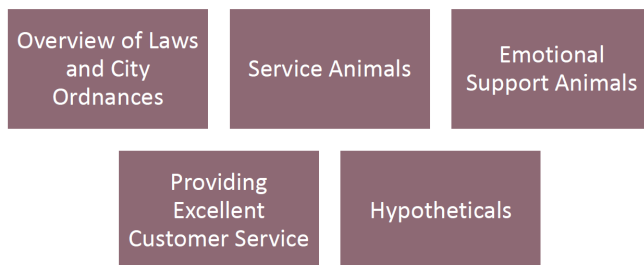 Overview of Laws
and City
Ordnances
Service Animals
Emotional
Support Animals
Providing
Excellent
Customer Service
Hypotheticals